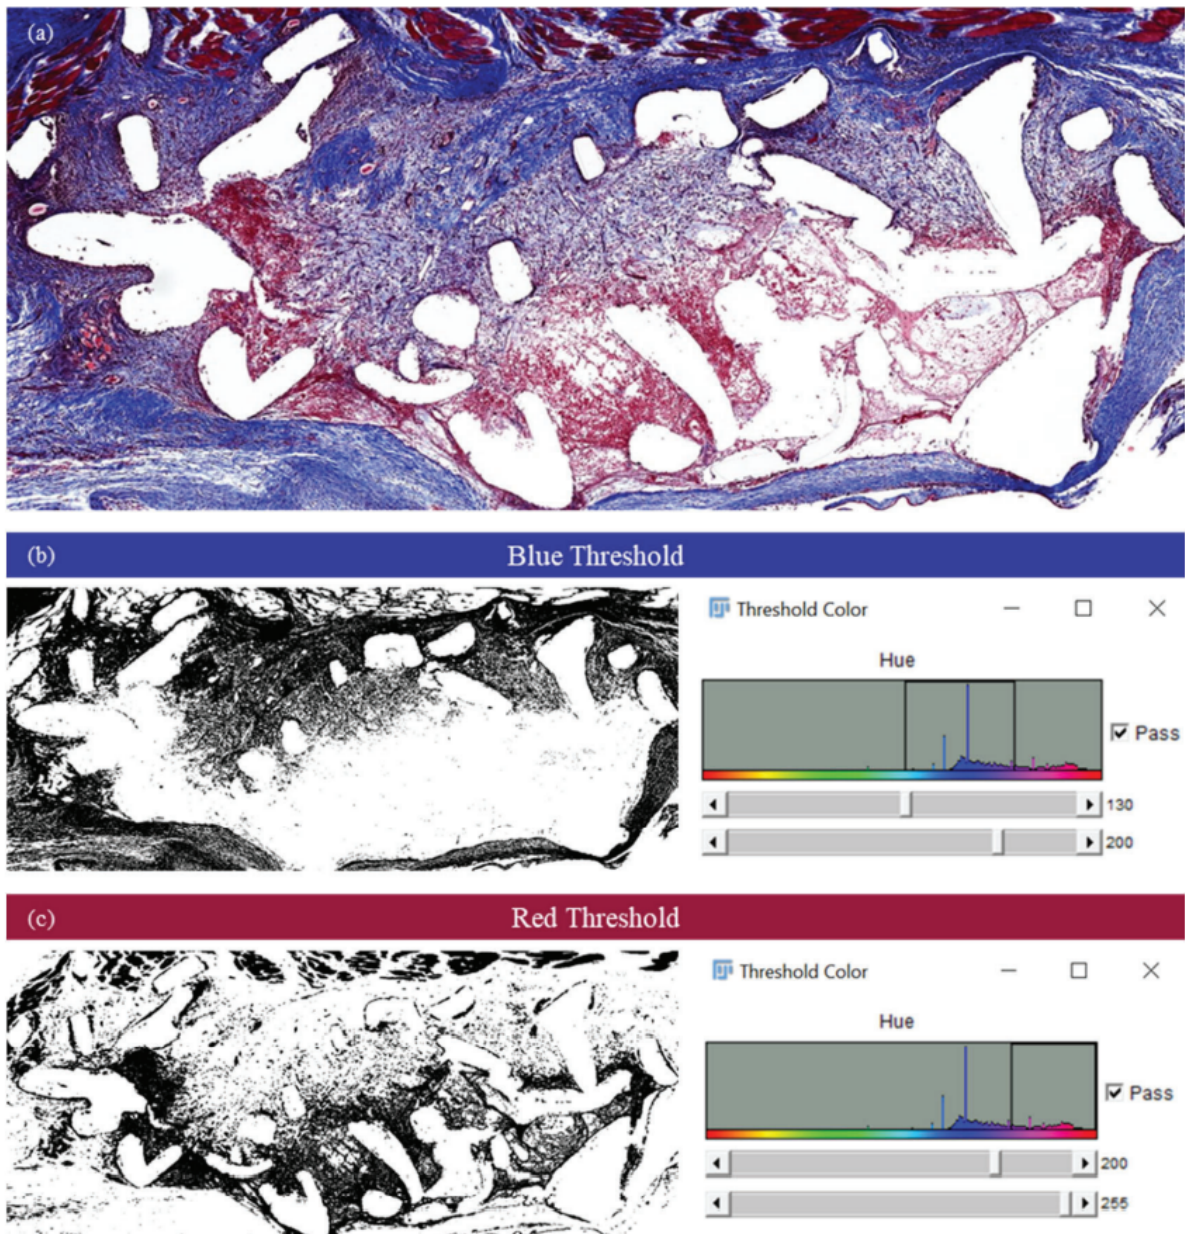 (a)
(b)
Blue Threshold
Threshold Color
Hue
Pass
130
200
(c)
Red Threshold
Threshold Color
Hue
Pass
200
255